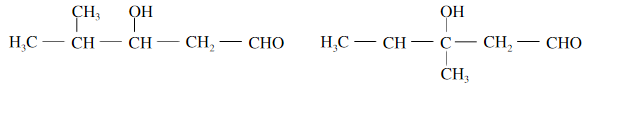 CH₃ OH OH
H₃C — CH — CH — CH₂ — CHO H₃C — CH — C — CH₂ — CHO
CH₃